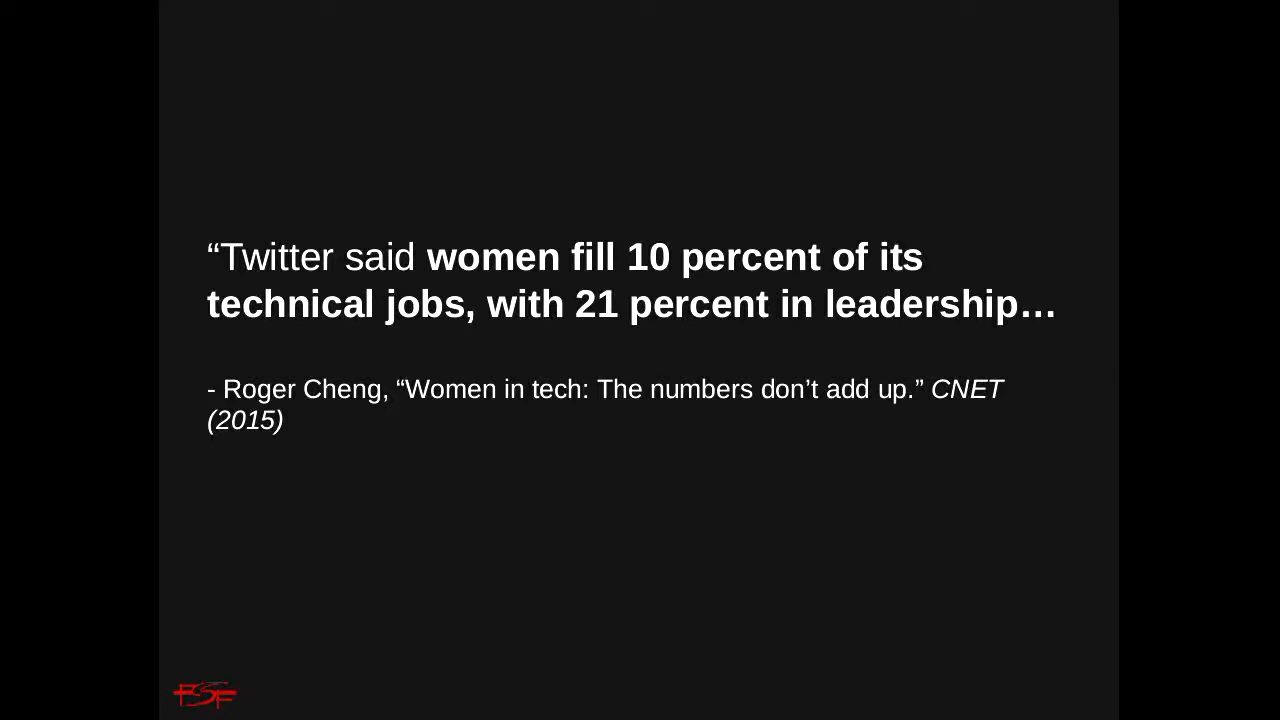 “Twitter said women fill 10 percent of its
technical jobs, with 21 percent in leadership…
- Roger Cheng, “Women in tech: The numbers don’t add up.” CNET
(2015)
FSF